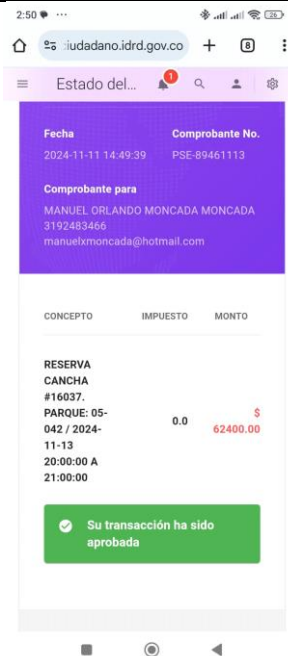 2:50
26
iudadano.idrd.gov.co
8
Estado del...
1
Fecha
Comprobante No.
2024-11-11 14:49:39
PSE-89461113
Comprobante para
MANUEL ORLANDO MONCADA MONCADA
3192483466
manuelxmoncada@hotmail.com
CONCEPTO IMPUESTO MONTO
RESERVA
CANCHA
#16037.
PARQUE: 05-
042 / 2024-
11-13
20:00:00 A
21:00:00
0.0
$
62400.00
Su transacción ha sido
aprobada